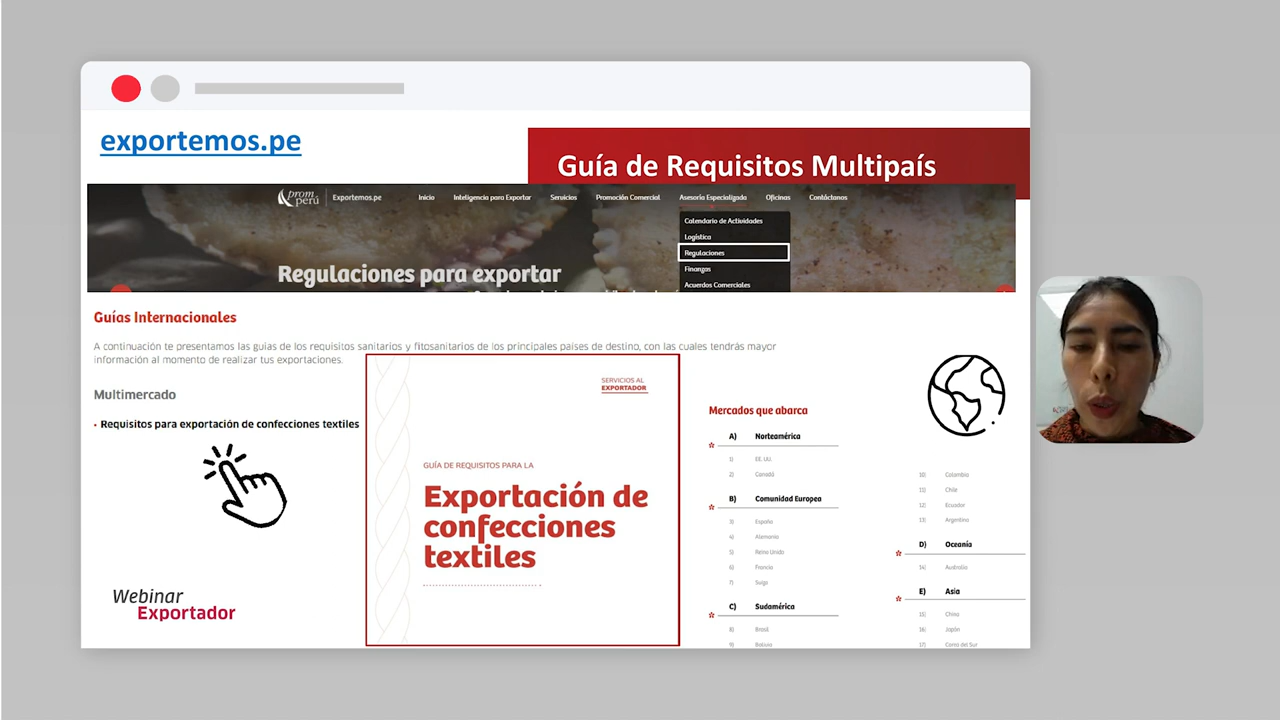 exportemos.pe
Guía de Requisitos Multipaís
prom perú Exportemos.pe Inicio Inteligencia para Exportar Servicios Promoción Comercial Asesoría Especializada Oficinas Contáctanos
Calendario de Actividades
Logística
Regulaciones
Finanzas
Acuerdos Comerciales
Regulaciones para exportar
Guías Internacionales
A continuación te presentamos las guías de los requisitos sanitarios y fitosanitarios de los principales países de destino, con las cuales tendrás mayor
información al momento de realizar tus exportaciones.
Multimercado
• Requisitos para exportación de confecciones textiles
SERVICIOS AL
EXPORTADOR
GUÍA DE REQUISITOS PARA LA
Exportación de
confecciones
textiles
Mercados que abarca
A) Norteamérica
1) EE. UU.
2) Canadá
B) Comunidad Europea
3) España
4) Alemania
5) Reino Unido
6) Francia
7) Suiza
C) Sudamérica
8) Brasil
9) Bolivia
10) Colombia
11) Chile
12) Ecuador
13) Argentina
D) Oceanía
14) Australia
E) Asia
15) China
16) Japón
17) Corea del Sur
Webinar
Exportador